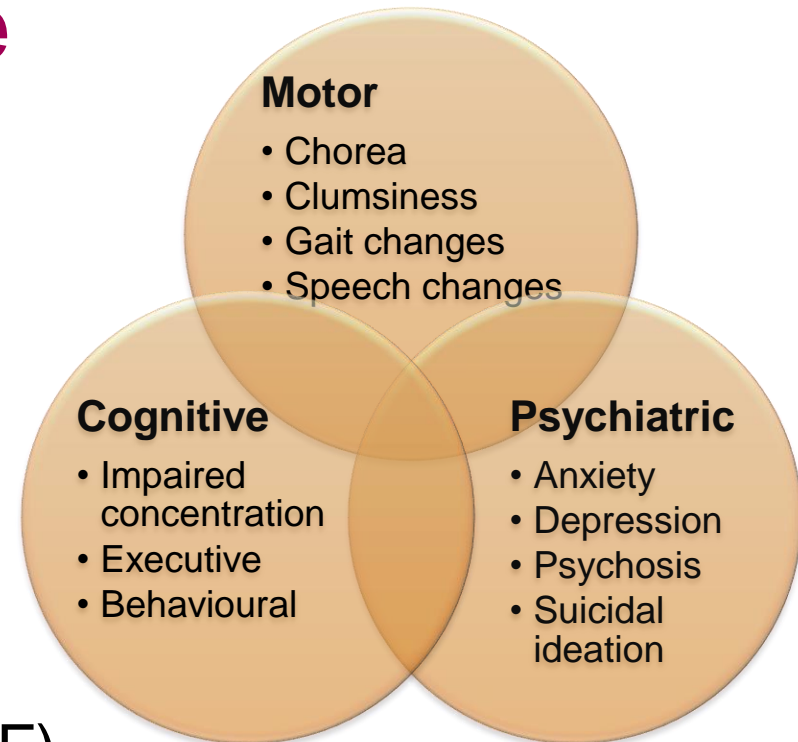 e
Motor
• Chorea
• Clumsiness
• Gait changes
• Speech changes
Cognitive
• Impaired
concentration
• Executive
• Behavioural
Psychiatric
• Anxiety
• Depression
• Psychosis
• Suicidal
ideation